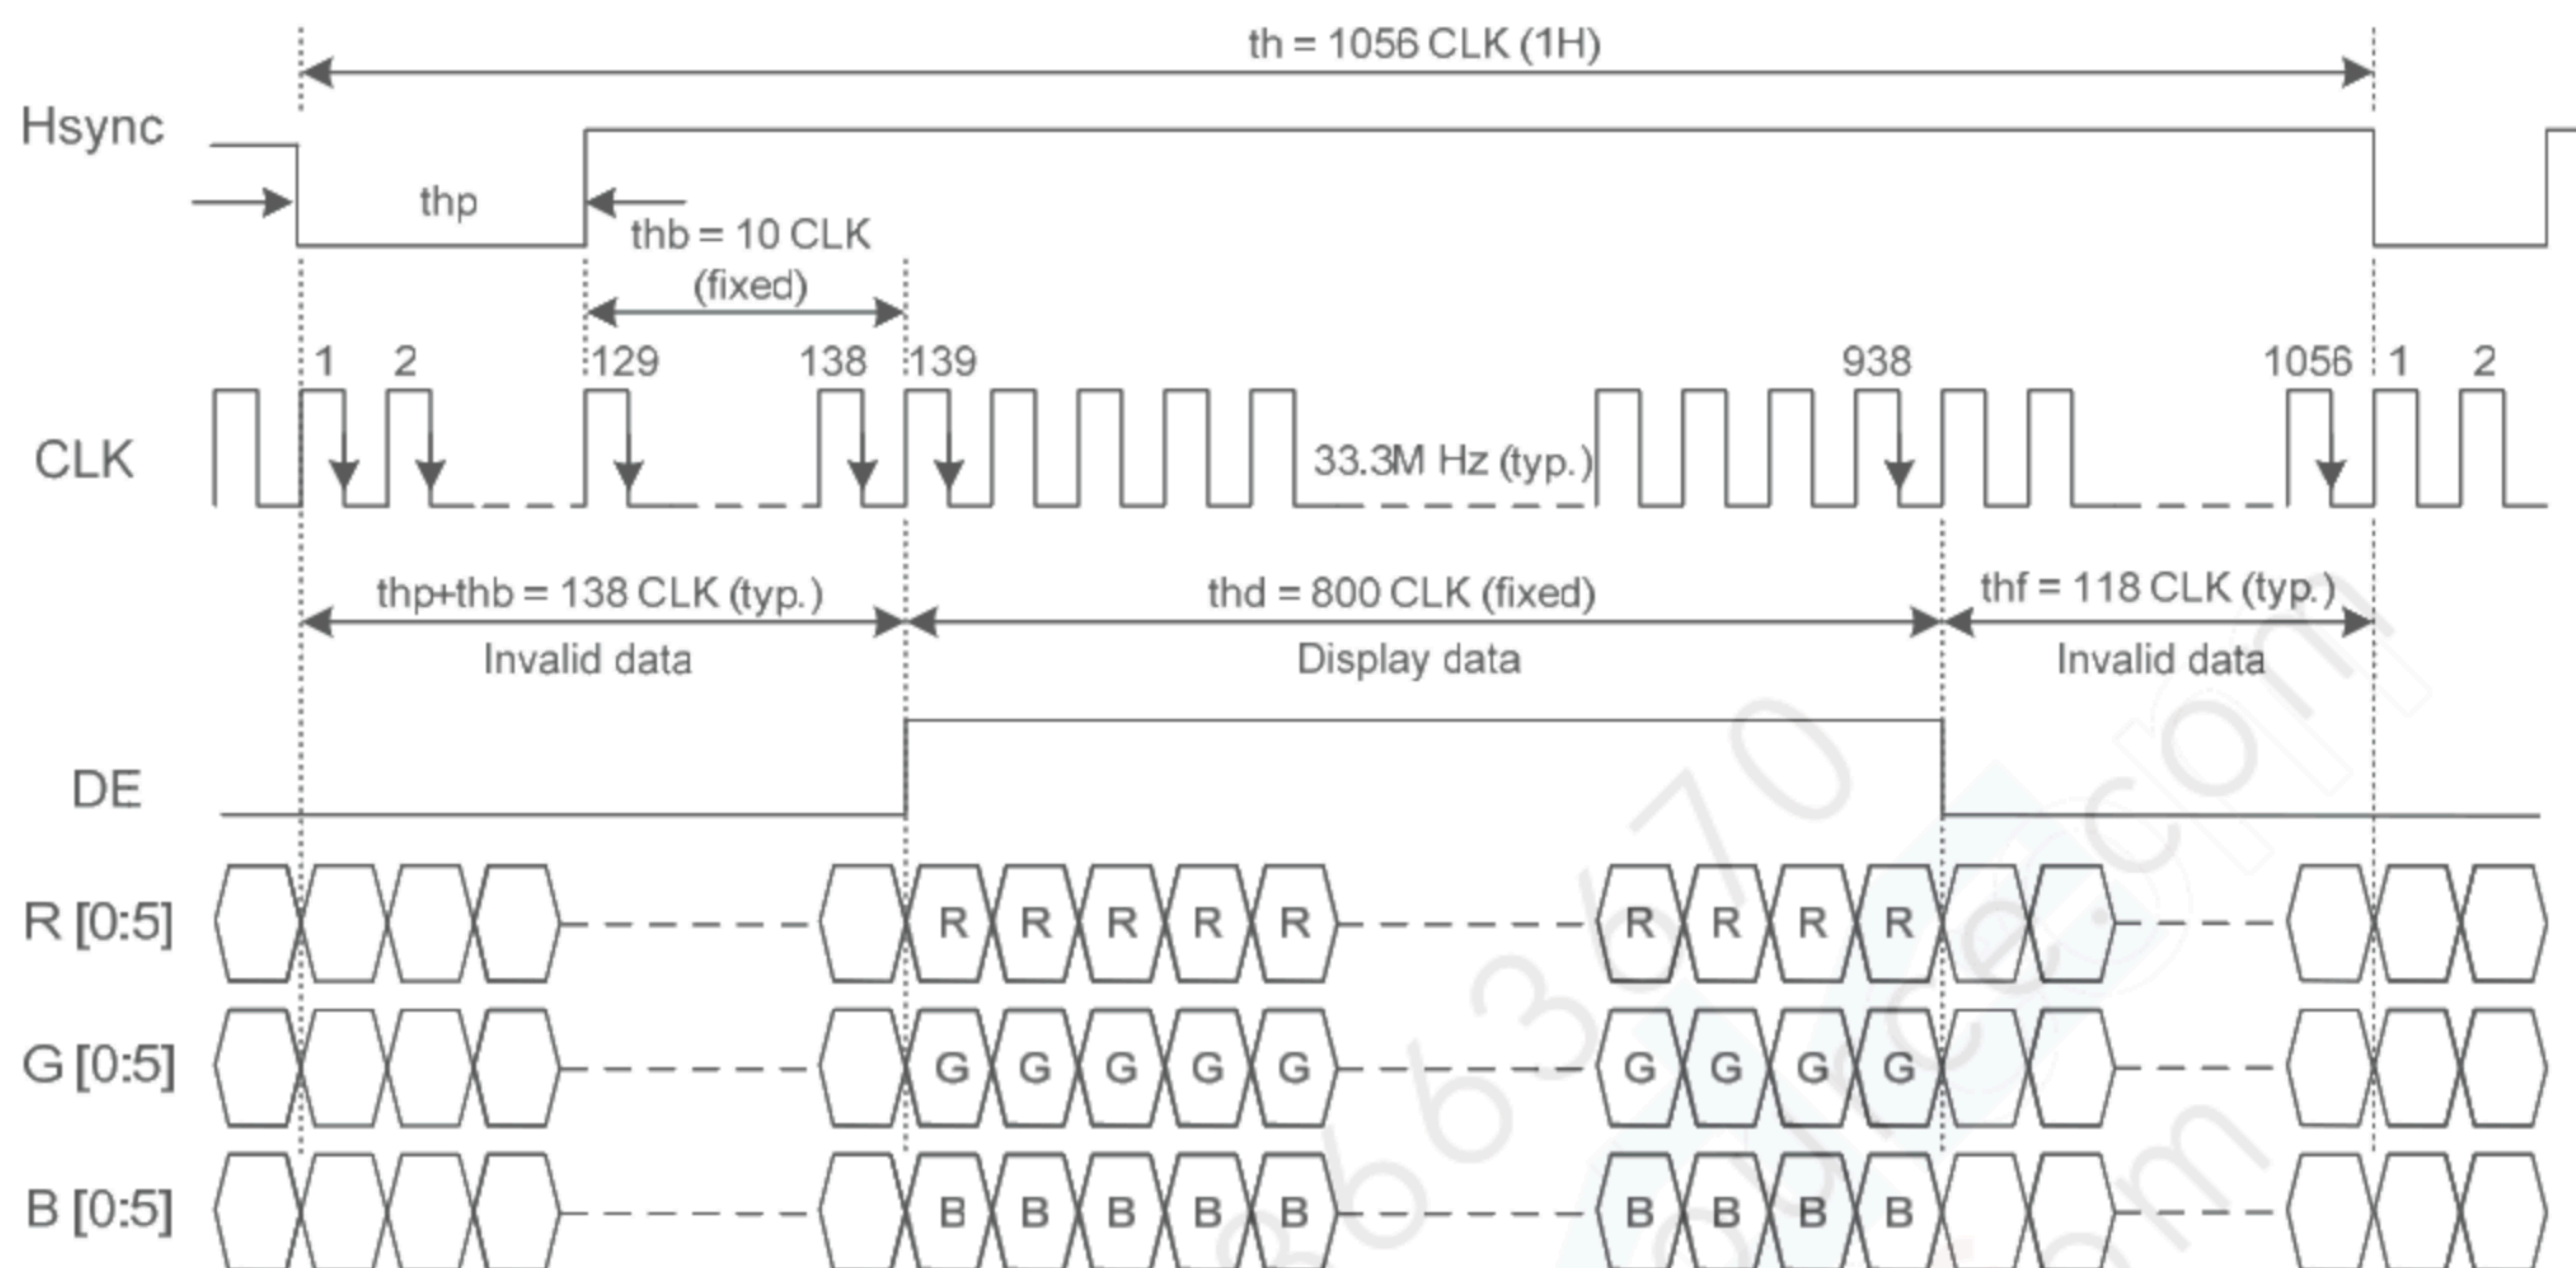 th = 1056 CLK (1H)
Hsync
thp
thb = 10 CLK
(fixed)
1 2 129 138 139 938 1056 1 2
CLK
33.3M Hz (typ.)
thp+thb = 138 CLK (typ.)
thd = 800 CLK (fixed)
thf = 118 CLK (typ.)
Invalid data
Display data
Invalid data
DE
R [0:5] R R R R R R R R R
G [0:5] G G G G G G G G G
B [0:5] B B B B B B B B B